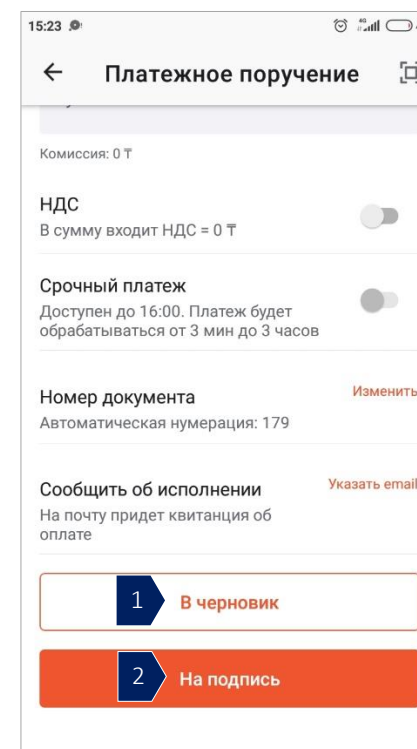 15:23
4G
Платежное поручение
Комиссия: 0 ₸
НДС
В сумму входит НДС = 0 ₸
Срочный платеж
Доступен до 16:00. Платеж будет
обрабатываться от 3 мин до 3 часов
Номер документа
Изменить
Автоматическая нумерация: 179
Сообщить об исполнении
Указать email
На почту придет квитанция об
оплате
1 В черновик
2 На подпись